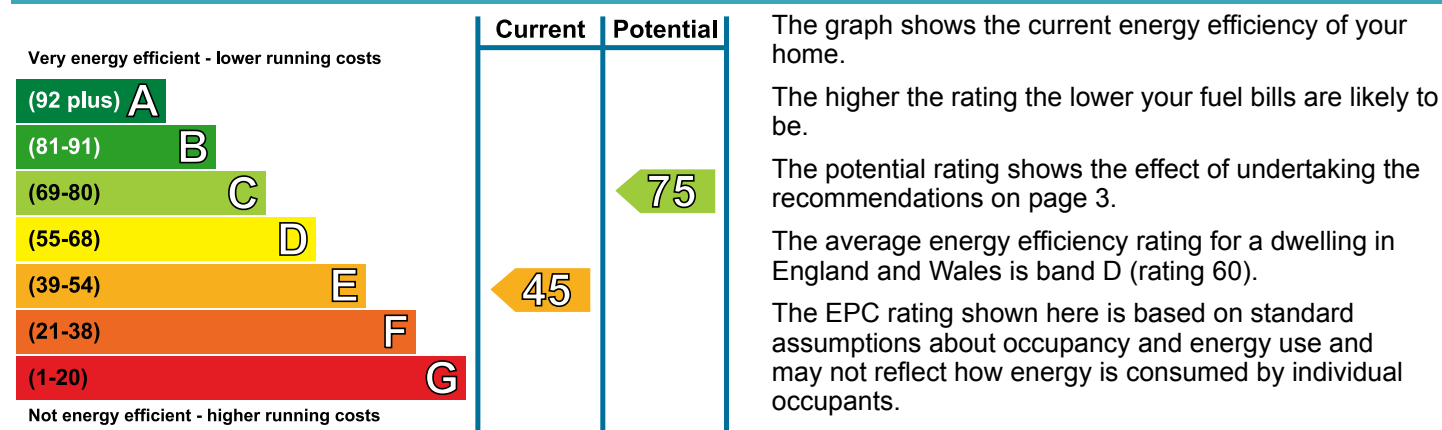 Current Potential
Very energy efficient - lower running costs
(92 plus) A
(81-91) B
(69-80) C
75
(55-68) D
(39-54) E
45
(21-38) F
(1-20) G
Not energy efficient - higher running costs
The graph shows the current energy efficiency of your
home.
The higher the rating the lower your fuel bills are likely to
be.
The potential rating shows the effect of undertaking the
recommendations on page 3.
The average energy efficiency rating for a dwelling in
England and Wales is band D (rating 60).
The EPC rating shown here is based on standard
assumptions about occupancy and energy use and
may not reflect how energy is consumed by individual
occupants.